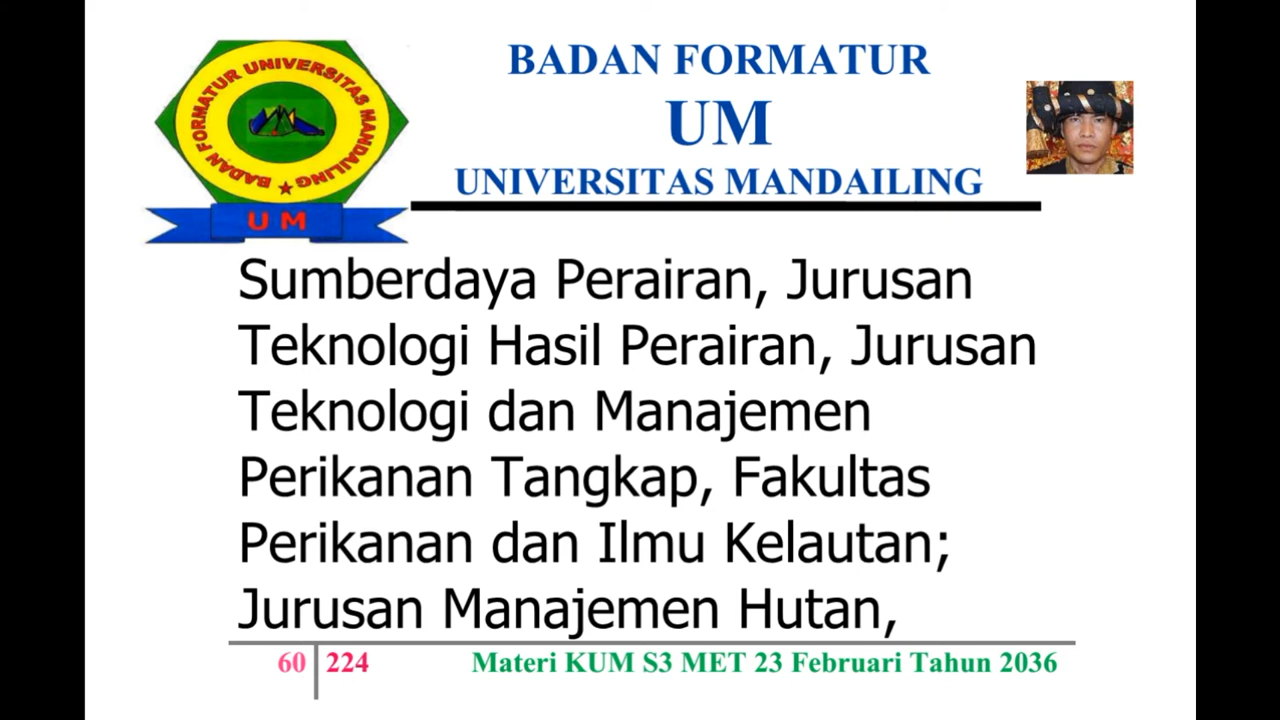 BADAN FORMATUR UNIVERSITAS MANDAILING
UM
BADAN FORMATUR
UM
UNIVERSITAS MANDAILING
Sumberdaya Perairan, Jurusan
Teknologi Hasil Perairan, Jurusan
Teknologi dan Manajemen
Perikanan Tangkap, Fakultas
Perikanan dan Ilmu Kelautan;
Jurusan Manajemen Hutan,
60 224 Materi KUM S3 MET 23 Februari Tahun 2036